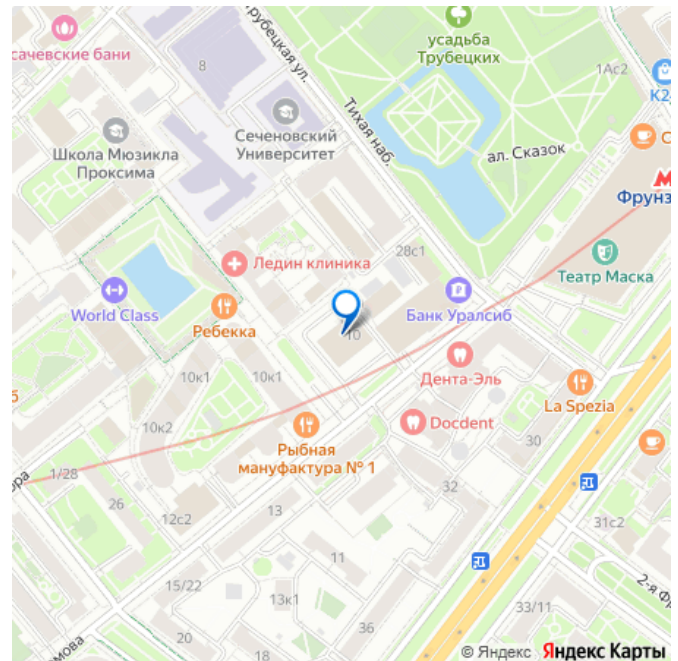 сачевские бани
8
Трубецкая ул.
усадьба
Трубецких
1Ас2
К2
Сеченовский
Университет
Школа Мюзикла
Проксима
Тихая наб.
ал. Сказок
С
М
Фрунз
28с1
Театр Маска
Ледин клиника
World Class
Ребекка
Банк Уралсиб
10
Дента-Эль
10к1
10к1
б
La Spezia
Docdent
10к2
Рыбная
мануфактура № 1
30
ора
1/28
26
12с2
13
32
31с2
11
15/22
13к1
2-я Фр
33/11
20
36
18
мова
© Яндекс Яндекс Карты